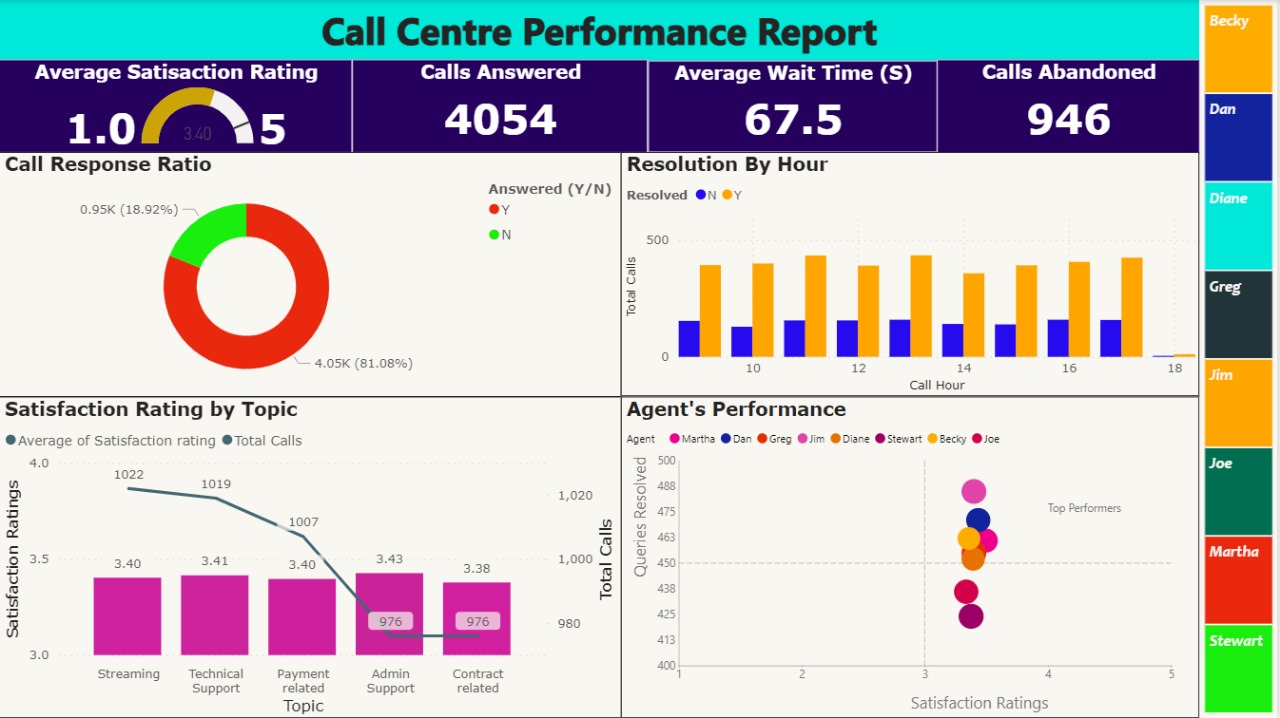 Call Centre Performance Report
Average Satisaction Rating
1.0
3.40
5
Calls Answered
4054
Average Wait Time (S)
67.5
Calls Abandoned
946
Call Response Ratio
Answered (Y/N)
Y
N
0.95K (18.92%)
4.05K (81.08%)
Resolution By Hour
Resolved N Y
Total Calls
500
0
10 12 14 16 18
Call Hour
Satisfaction Rating by Topic
Average of Satisfaction rating Total Calls
Satisfaction Ratings
4.0
3.5
3.0
1022
1019
1007
976
976
3.40
3.41
3.40
3.43
3.38
1,020
1,000
980
Total Calls
Streaming
Technical
Support
Payment
related
Admin
Support
Contract
related
Topic
Agent's Performance
Agent Martha Dan Greg Jim Diane Stewart Becky Joe
Queries Resolved
500
488
475
463
450
438
425
413
400
Top Performers
1 2 3 4 5
Satisfaction Ratings
Becky
Dan
Diane
Greg
Jim
Joe
Martha
Stewart